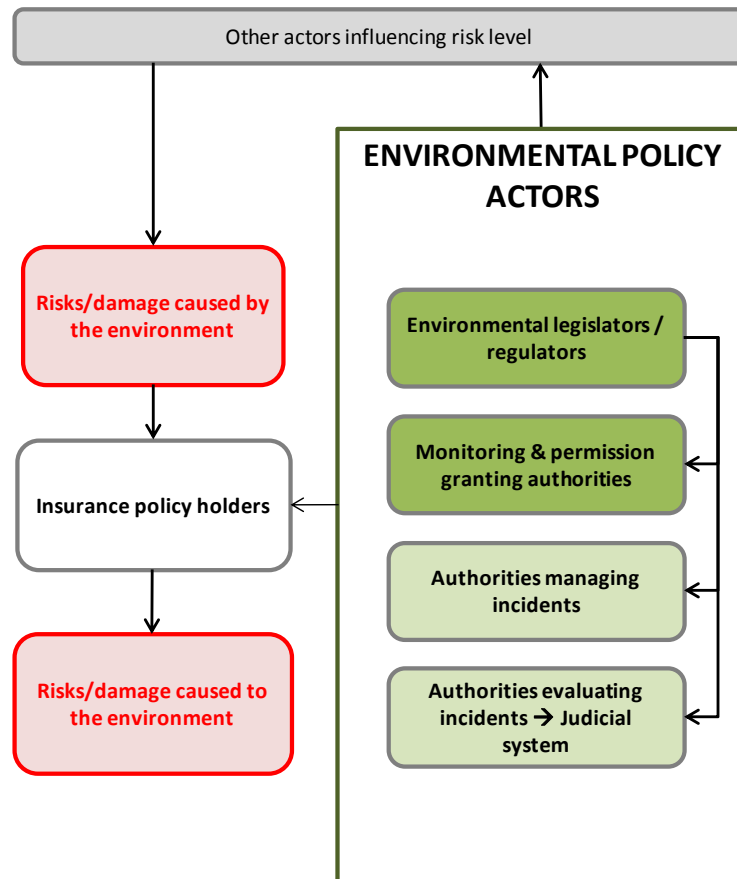 Other actors influencing risk level
ENVIRONMENTAL POLICY
ACTORS
Risks/damage caused by
the environment
Environmental legislators /
regulators
Monitoring & permission
granting authorities
Insurance policy holders
Authorities managing
incidents
Risks/damage caused to
the environment
Authorities evaluating
incidents → Judicial
system